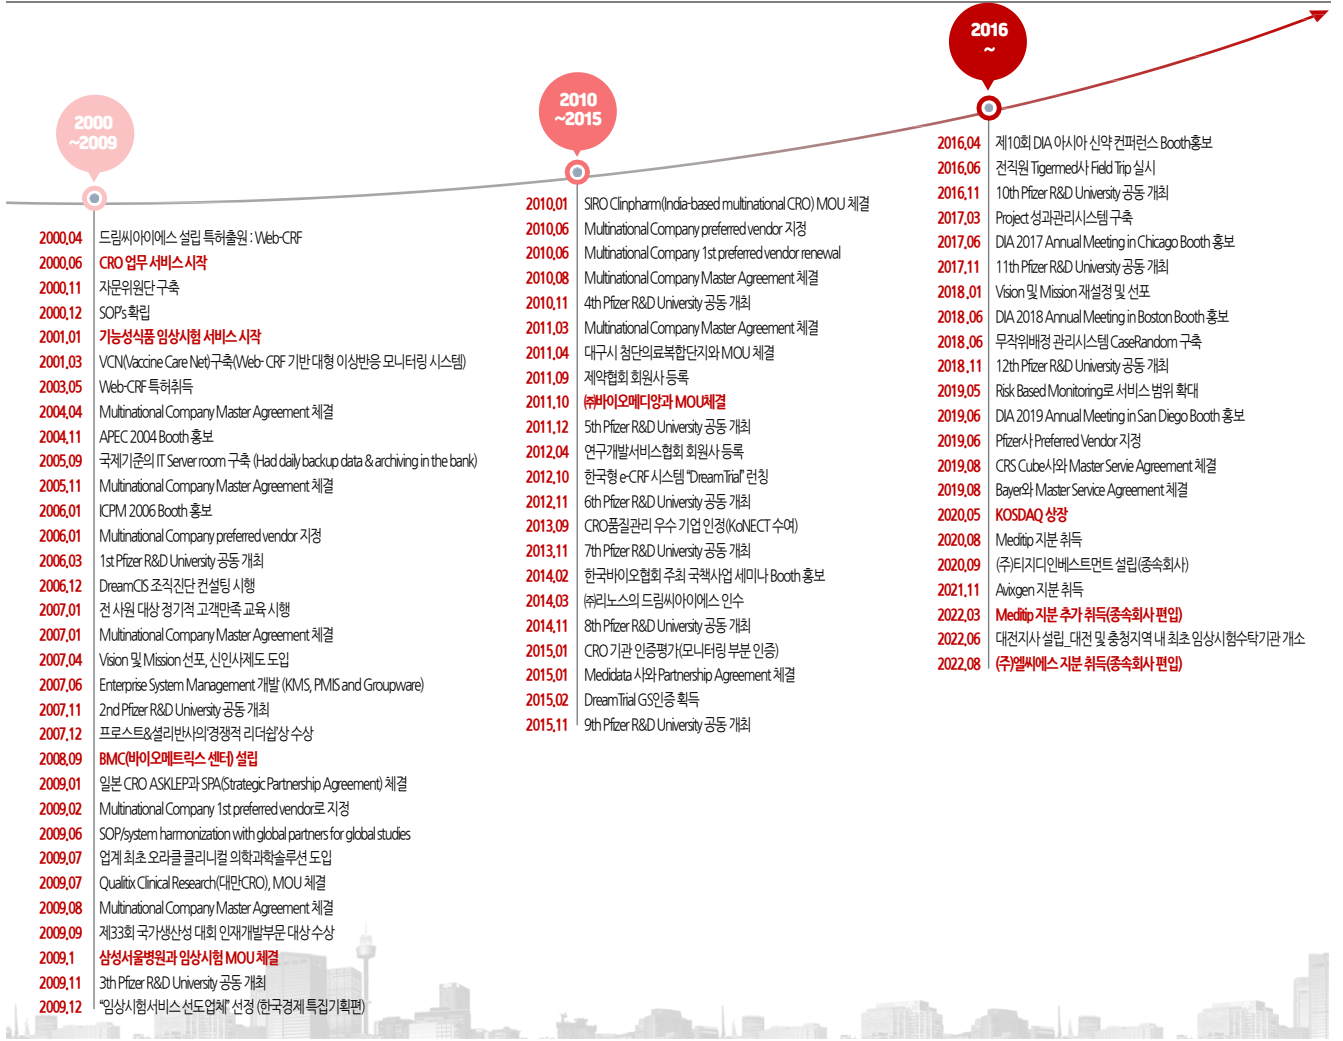 2000
~2009
2000.04 드림씨아이에스 설립 특허출원 : Web-CRF
2000.06 CRO 업무 서비스 시작
2000.11 자문위원단 구축
2000.12 SOP's 확립
2001.01 기능성식품 임상시험 서비스 시작
2001.03 VCN(Vaccine Care Net)구축(Web- CRF 기반 대형 이상반응 모니터링 시스템)
2003.05 Web-CRF 특허취득
2004.04 Multinational Company Master Agreement 체결
2004.11 APEC 2004 Booth 홍보
2005.09 국제기준의 IT Server room 구축 (Had daily backup data & archiving in the bank)
2005.11 Multinational Company Master Agreement 체결
2006.01 ICPM 2006 Booth 홍보
2006.01 Multinational Company preferred vendor 지정
2006.03 1st Pfizer R&D University 공동 개최
2006.12 DreamCIS 조직진단 컨설팅 시행
2007.01 전 사원 대상 정기적 고객만족 교육 시행
2007.01 Multinational Company Master Agreement 체결
2007.04 Vision 및 Mission 선포, 신인사제도 도입
2007.06 Enterprise System Management 개발 (KMS, PMIS and Groupware)
2007.11 2nd Pfizer R&D University 공동 개최
2007.12 프로스트&셜리반사의'경쟁적 리더쉽'상 수상
2008.09 BMC(바이오메트릭스 센터) 설립
2009.01 일본 CRO ASKLEP과 SPA(Strategic Partnership Agreement) 체결
2009.02 Multinational Company 1st preferred vendor로 지정
2009.06 SOP/system harmonization with global partners for global studies
2009.07 업계 최초 오라클 클리니컬 의학과학솔루션 도입
2009.07 Qualitix Clinical Research(대만CRO), MOU 체결
2009.08 Multinational Company Master Agreement 체결
2009.09 제33회 국가생산성 대회 인재개발부문 대상 수상
2009.1 삼성서울병원과 임상시험 MOU 체결
2009.11 3th Pfizer R&D University 공동 개최
2009.12 "임상시험서비스 선도업체" 선정 (한국경제 특집기획편)
2010
~2015
2010.01 SIRO Clinpharm(India-based multinational CRO) MOU 체결
2010.06 Multinational Company preferred vendor 지정
2010.06 Multinational Company 1st preferred vendor renewal
2010.08 Multinational Company Master Agreement 체결
2010.11 4th Pfizer R&D University 공동 개최
2011.03 Multinational Company Master Agreement 체결
2011.04 대구시 첨단의료복합단지와 MOU 체결
2011.09 제약협회 회원사 등록
2011.10 ㈜바이오메디앙과 MOU체결
2011.12 5th Pfizer R&D University 공동 개최
2012.04 연구개발서비스협회 회원사 등록
2012.10 한국형 e-CRF 시스템 "DreamTrial" 런칭
2012.11 6th Pfizer R&D University 공동 개최
2013.09 CRO품질관리 우수 기업 인정(KoNECT 수여)
2013.11 7th Pfizer R&D University 공동 개최
2014.02 한국바이오협회 주최 국책사업 세미나 Booth 홍보
2014.03 ㈜리노스의 드림씨아이에스 인수
2014.11 8th Pfizer R&D University 공동 개최
2015.01 CRO 기관 인증평가(모니터링 부분 인증)
2015.01 Medidata 사와 Partnership Agreement 체결
2015.02 DreamTrial GS인증 획득
2015.11 9th Pfizer R&D University 공동 개최
2016
~
2016.04 제10회 DIA 아시아 신약 컨퍼런스 Booth홍보
2016.06 전직원 Tigermed사 Field Trip 실시
2016.11 10th Pfizer R&D University 공동 개최
2017.03 Project 성과관리시스템 구축
2017.06 DIA 2017 Annual Meeting in Chicago Booth 홍보
2017.11 11th Pfizer R&D University 공동 개최
2018.01 Vision 및 Mission 재설정 및 선포
2018.06 DIA 2018 Annual Meeting in Boston Booth 홍보
2018.06 무작위배정 관리시스템 CaseRandom 구축
2018.11 12th Pfizer R&D University 공동 개최
2019.05 Risk Based Monitoring로 서비스 범위 확대
2019.06 DIA 2019 Annual Meeting in San Diego Booth 홍보
2019.06 Pfizer사 Preferred Vendor 지정
2019.08 CRS Cube사와 Master Servie Agreement 체결
2019.08 Bayer와 Master Service Agreement 체결
2020.05 KOSDAQ 상장
2020.08 Meditip 지분 취득
2020.09 (주)티지디인베스트먼트 설립(종속회사)
2021.11 Avixgen 지분 취득
2022.03 Meditip 지분 추가 취득(종속회사 편입)
2022.06 대전지사 설립_대전 및 충청지역 내 최초 임상시험수탁기관 개소
2022.08 (주)엘씨에스 지분 취득(종속회사 편입)